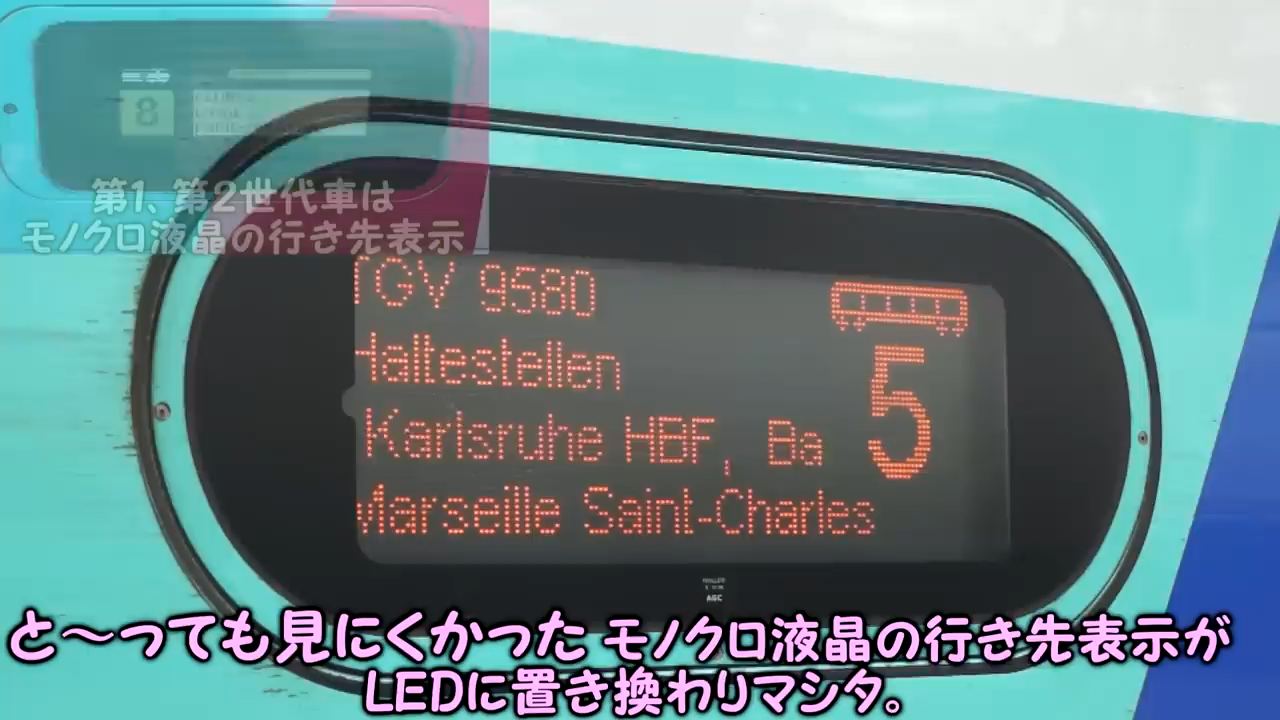 8
第1、第2世代車は
モノクロ液晶の行き先表示
TGV 9580
Haltestellen
5
Karlsruhe HBF, Ba
Marseille Saint-Charles
AGC
と～っても見にくかったモノクロ液晶の行き先表示が
LEDに置き換わりマシタ。